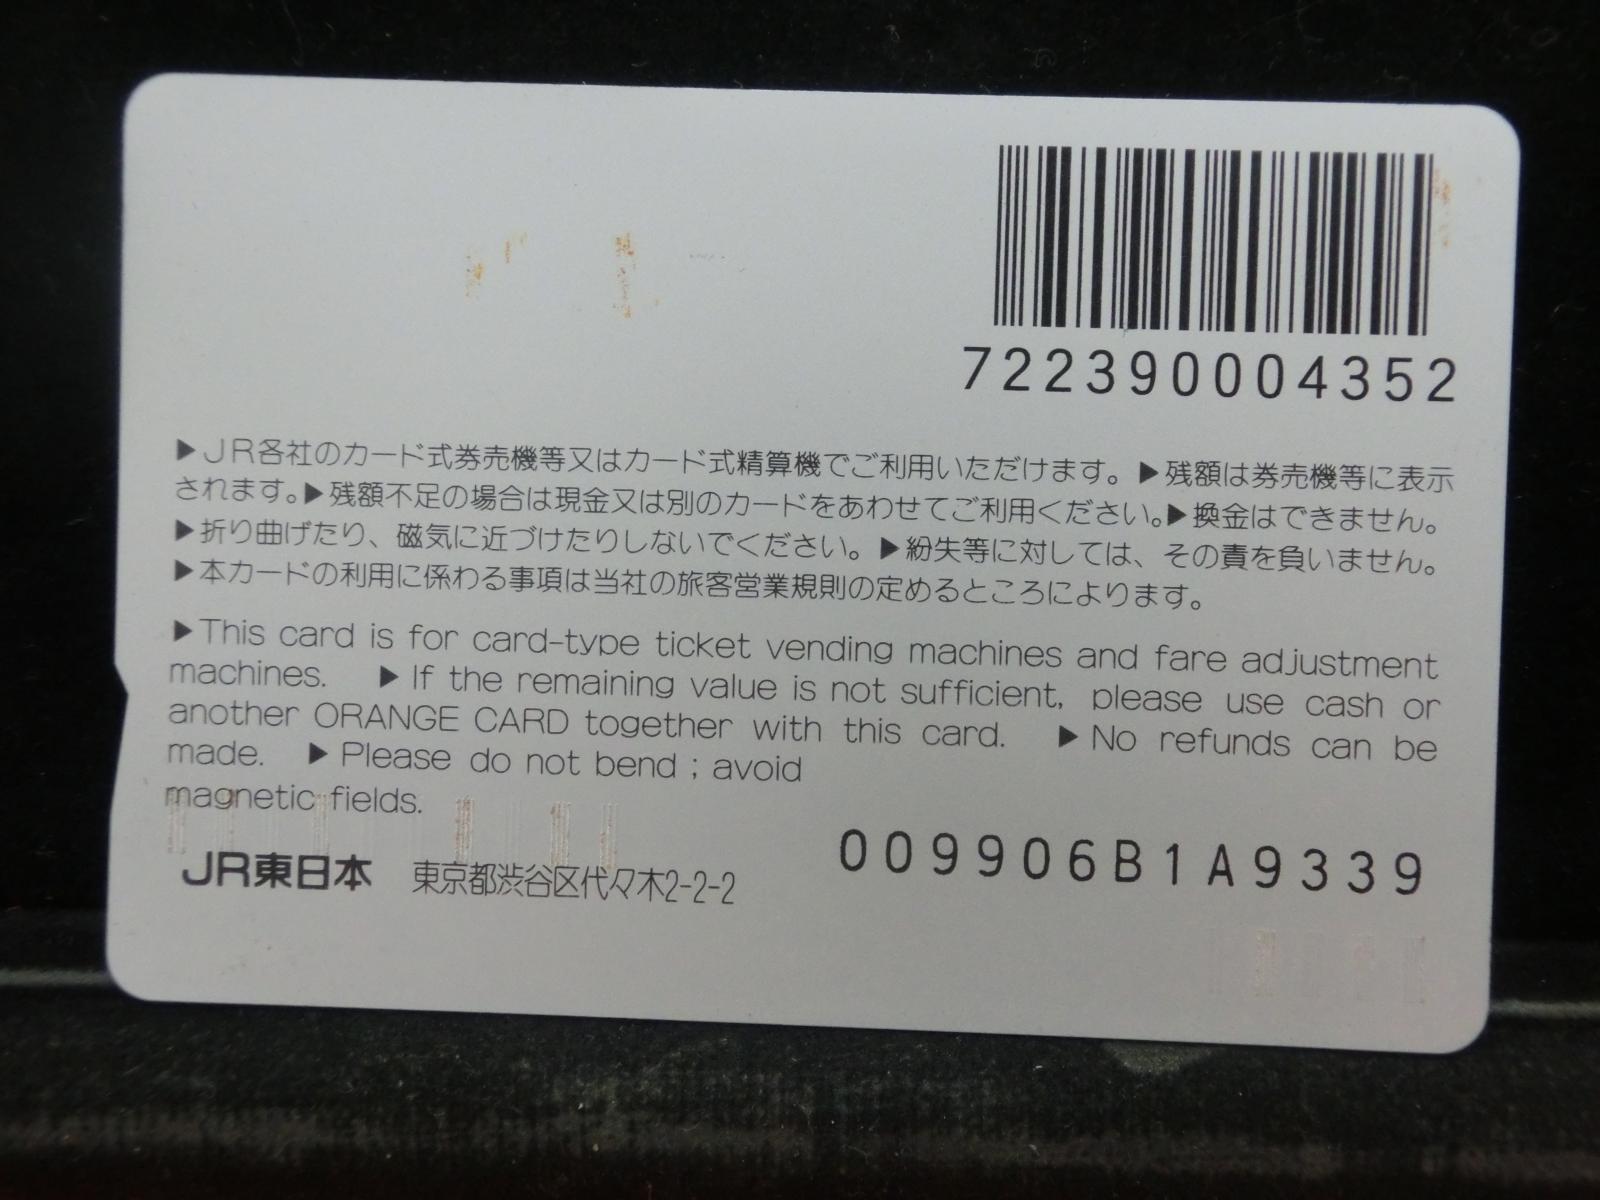 722390004352
▶JR各社のカード式券売機等又はカード式精算機でご利用いただけます。▶残額は券売機等に表示
されます。▶残額不足の場合は現金又は別のカードをあわせてご利用ください。▶換金はできません。
▶折り曲げたり、磁気に近づけたりしないでください。▶紛失等に対しては、その責を負いません。
▶本カードの利用に係わる事項は当社の旅客営業規則の定めるところによります。
▶This card is for card-type ticket vending machines and fare adjustment
machines. ▶If the remaining value is not sufficient, please use cash or
another ORANGE CARD together with this card. ▶No refunds can be
made. ▶Please do not bend ; avoid
magnetic fields.
009906B1A9339
JR東日本 東京都渋谷区代々木2-2-2